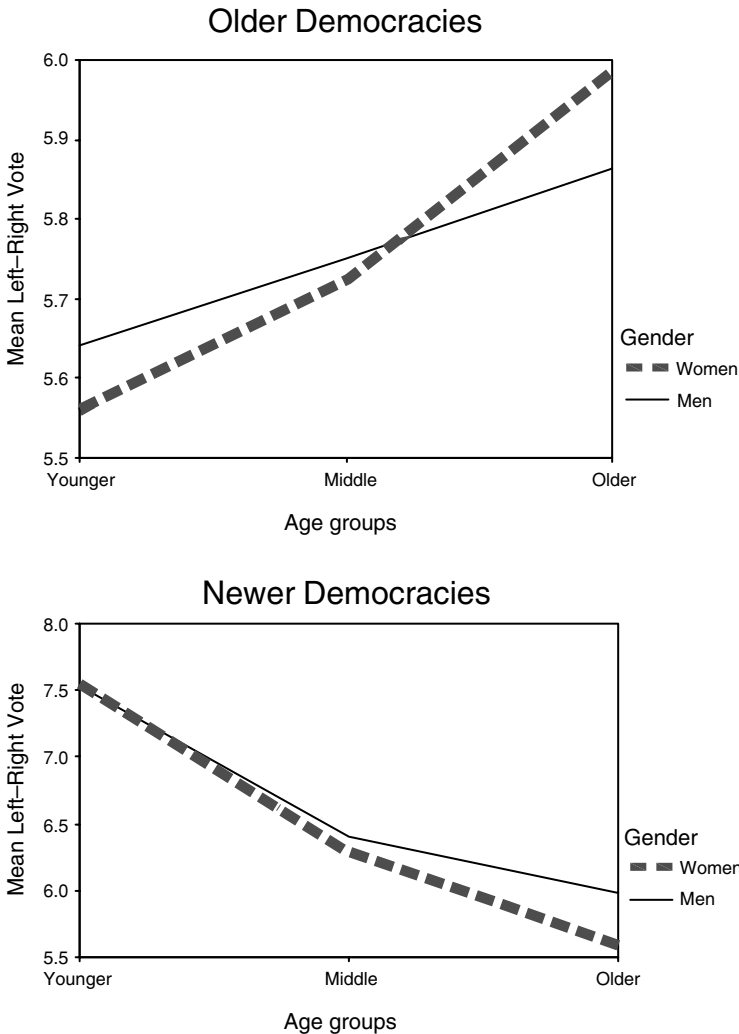 Older Democracies
6.0
5.9
5.8
5.7
5.6
5.5
Mean Left–Right Vote
Younger Middle Older
Age groups
Gender
Women
Men
Newer Democracies
8.0
7.5
7.0
6.5
6.0
5.5
Mean Left–Right Vote
Younger Middle Older
Age groups
Gender
Women
Men